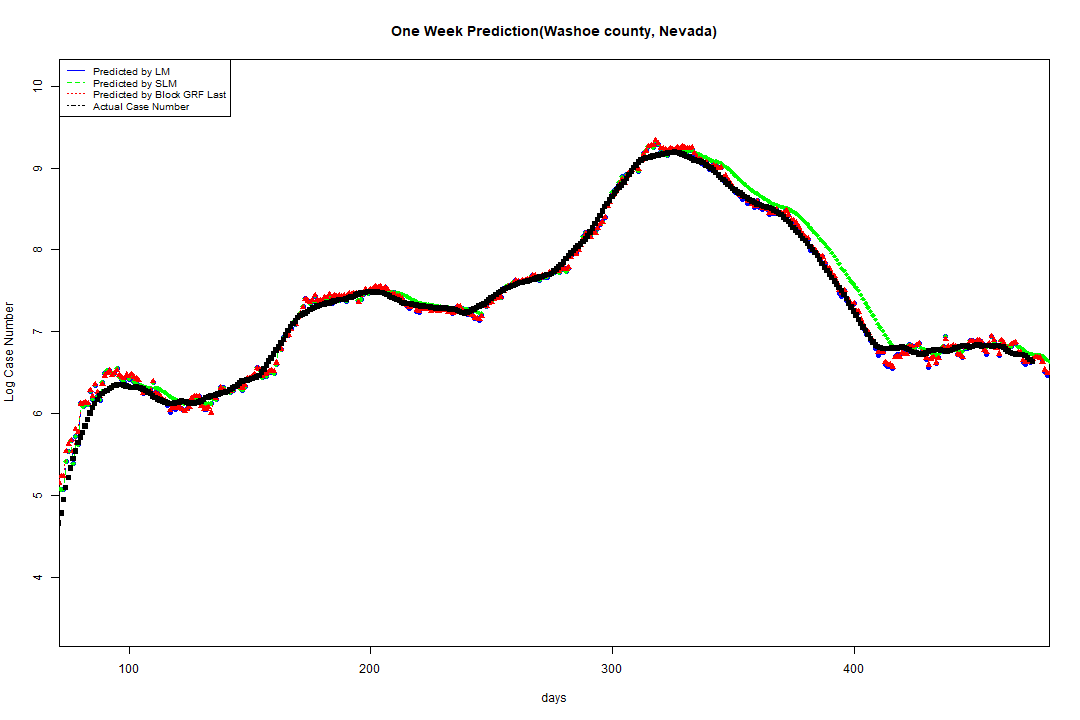 One Week Prediction(Washoe county, Nevada)
Predicted by LM
Predicted by SLM
Predicted by Block GRF Last
Actual Case Number
10
9
8
7
6
5
4
Log Case Number
100 200 300 400
days